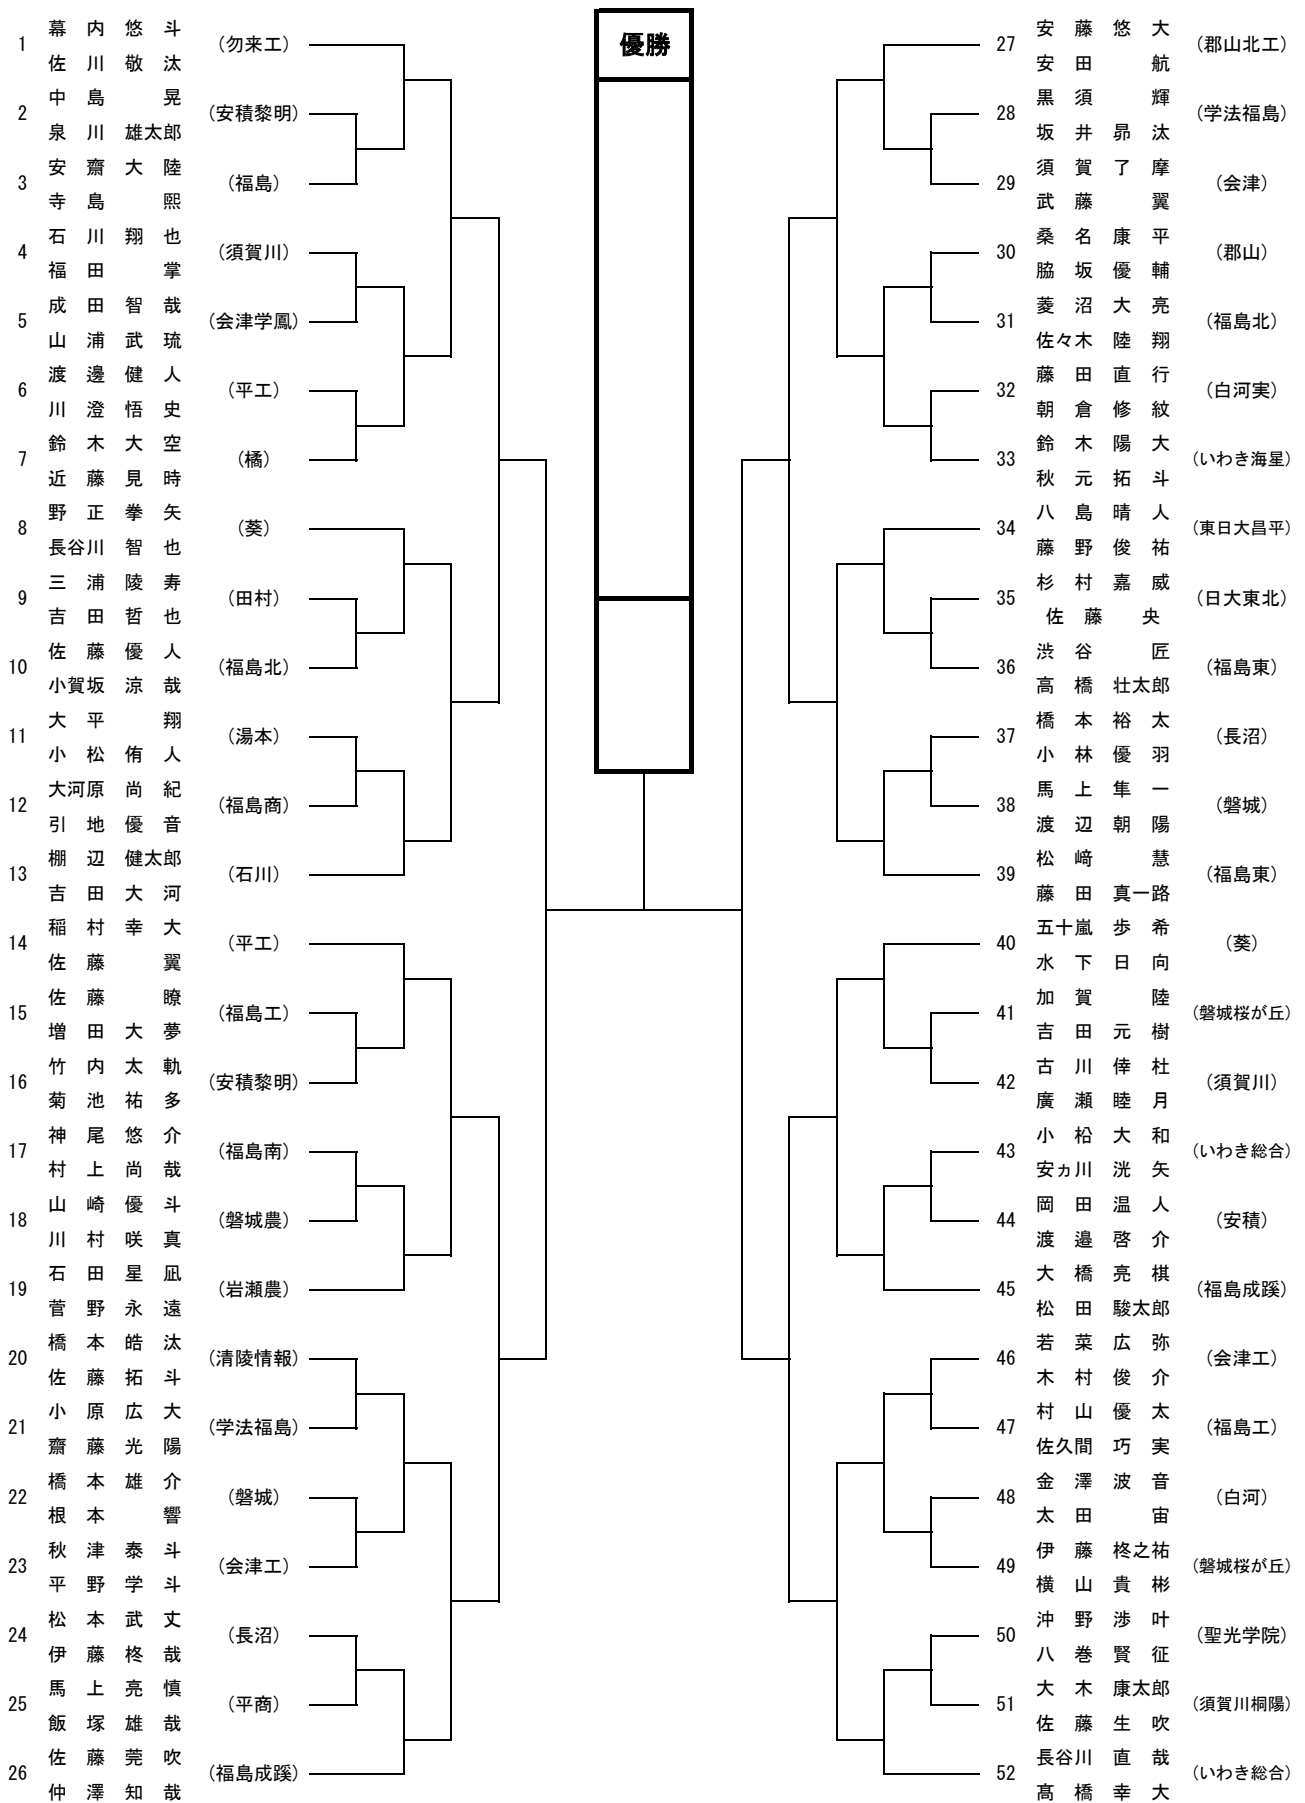 優勝
1 幕内悠斗 (勿来工)
佐川敬汰
2 中島晃 (安積黎明)
泉川雄太郎
3 安齋大陸 (福島)
寺島熙
4 石川翔也 (須賀川)
福田掌
5 成田智哉 (会津学鳳)
山浦武琉
6 渡邊健人 (平工)
川澄悟史
7 鈴木大空 (橘)
近藤見時
8 野正拳矢 (葵)
長谷川智也
9 三浦陵寿 (田村)
吉田哲也
10 佐藤優人 (福島北)
小賀坂涼哉
11 大平翔 (湯本)
小松侑人
12 大河原尚紀 (福島商)
引地優音
13 棚辺健太郎 (石川)
吉田大河
14 稲村幸大 (平工)
佐藤翼
15 佐藤瞭 (福島工)
増田大夢
16 竹内太軌 (安積黎明)
菊池祐多
17 神尾悠介 (福島南)
村上尚哉
18 山崎優斗 (磐城農)
川村咲真
19 石田星凪 (岩瀬農)
菅野永遠
20 橋本皓汰 (清陵情報)
佐藤拓斗
21 小原広大 (学法福島)
齋藤光陽
22 橋本雄介 (磐城)
根本響
23 秋津泰斗 (会津工)
平野学斗
24 松本武丈 (長沼)
伊藤柊哉
25 馬上亮慎 (平商)
飯塚雄哉
26 佐藤莞吹 (福島成蹊)
仲澤知哉
27 安藤悠大 (郡山北工)
安田航
28 黒須輝 (学法福島)
坂井昴汰
29 須賀了摩 (会津)
武藤翼
30 桑名康平 (郡山)
脇坂優輔
31 菱沼大亮 (福島北)
佐々木陸翔
32 藤田直行 (白河実)
朝倉修紋
33 鈴木陽大 (いわき海星)
秋元拓斗
34 八島晴人 (東日大昌平)
藤野俊祐
35 杉村嘉威 (日大東北)
佐藤央
36 渋谷匠 (福島東)
高橋壮太郎
37 橋本裕太 (長沼)
小林優羽
38 馬上隼一 (磐城)
渡辺朝陽
39 松﨑慧 (福島東)
藤田真一路
40 五十嵐歩希 (葵)
水下日向
41 加賀陸 (磐城桜が丘)
吉田元樹
42 古川倖杜 (須賀川)
廣瀬睦月
43 小松大和 (いわき総合)
安ヵ川洸矢
44 岡田温人 (安積)
渡邉啓介
45 大橋亮棋 (福島成蹊)
松田駿太郎
46 若菜広弥 (会津工)
木村俊介
47 村山優太 (福島工)
佐久間巧実
48 金澤波音 (白河)
太田宙
49 伊藤柊之祐 (磐城桜が丘)
横山貴彬
50 沖野渉叶 (聖光学院)
八巻賢征
51 大木康太郎 (須賀川桐陽)
佐藤生吹
52 長谷川直哉 (いわき総合)
髙橋幸大